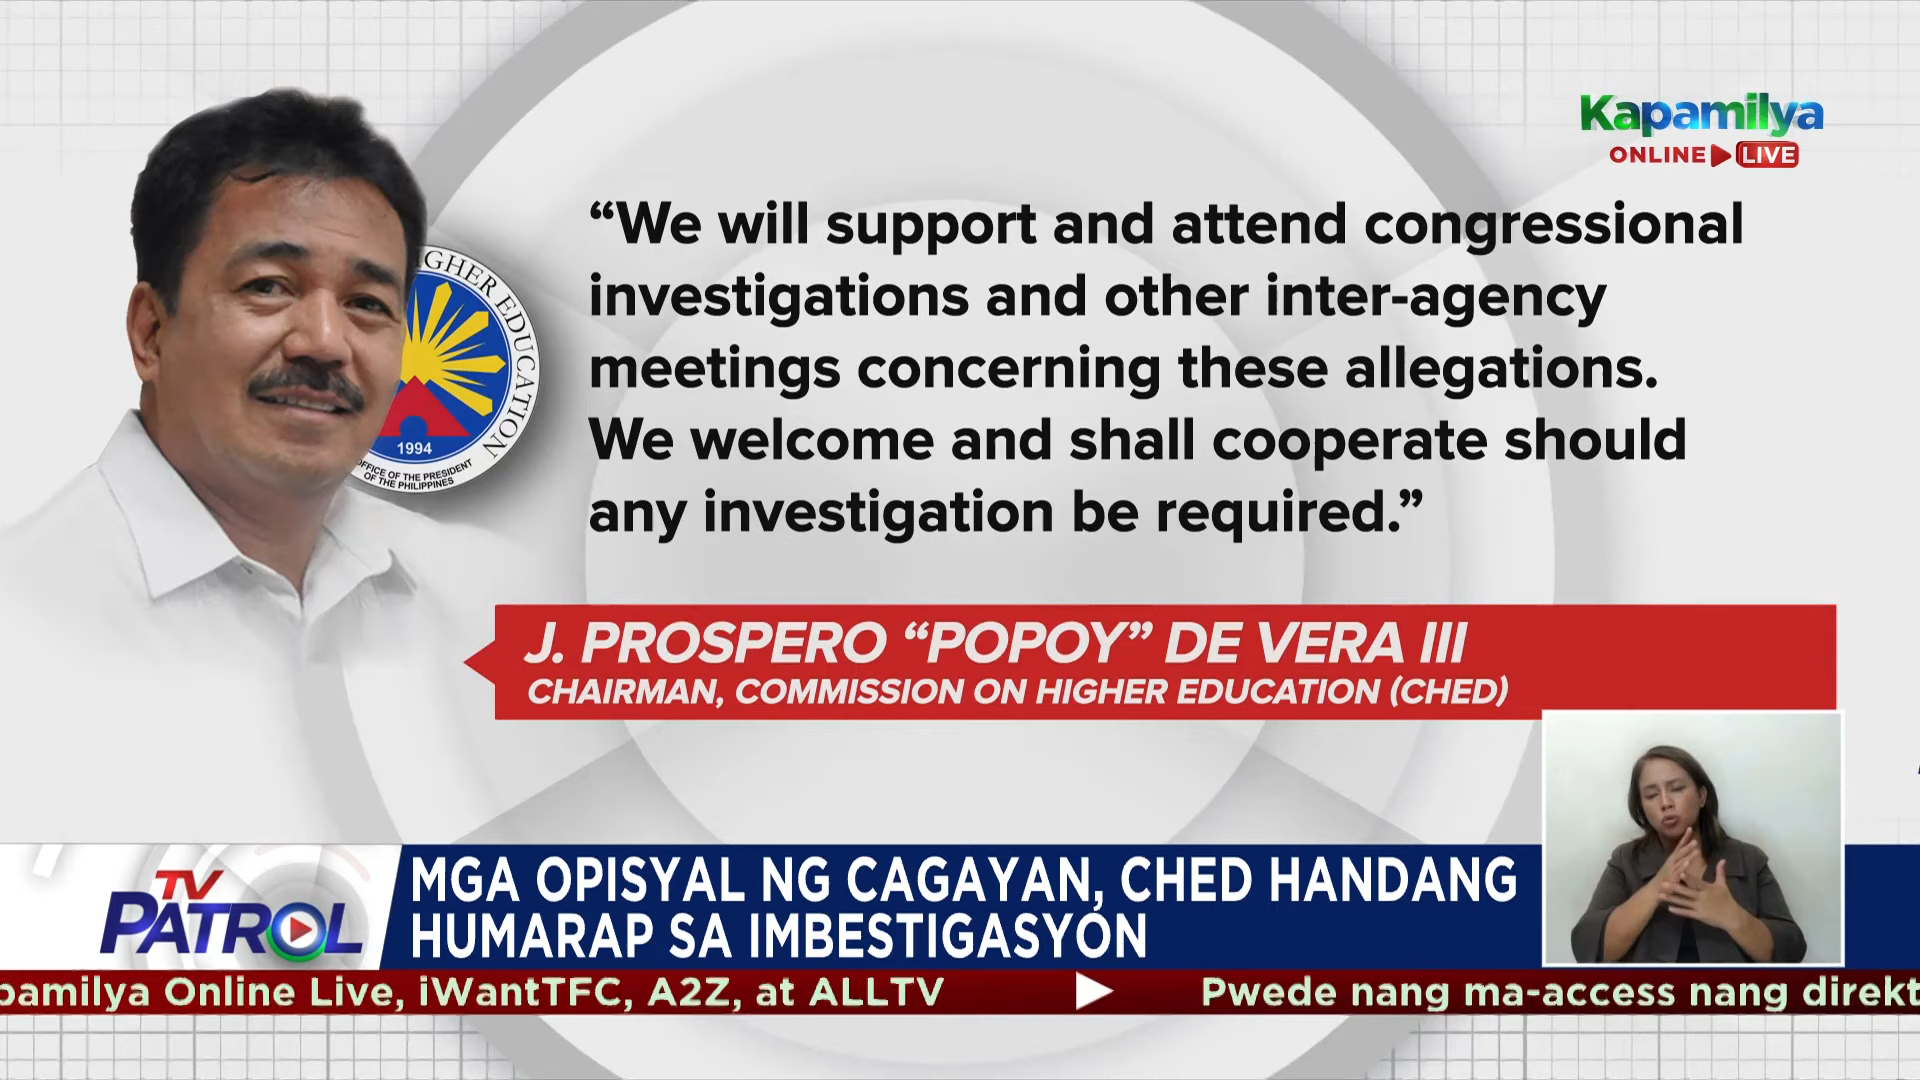 Kapamilya
ONLINE LIVE
“We will support and attend congressional
investigations and other inter-agency
meetings concerning these allegations.
We welcome and shall cooperate should
any investigation be required.”
GHER EDUCATION
1994
OFFICE OF THE PRESIDENT
OF THE PHILIPPINES
J. PROSPERO “POPOY” DE VERA III
CHAIRMAN, COMMISSION ON HIGHER EDUCATION (CHED)
TV
PATROL
MGA OPISYAL NG CAGAYAN, CHED HANDANG
HUMARAP SA IMBESTIGASYON
pamilya Online Live, iWantTFC, A2Z, at ALLTV Pwede nang ma-access nang direkt